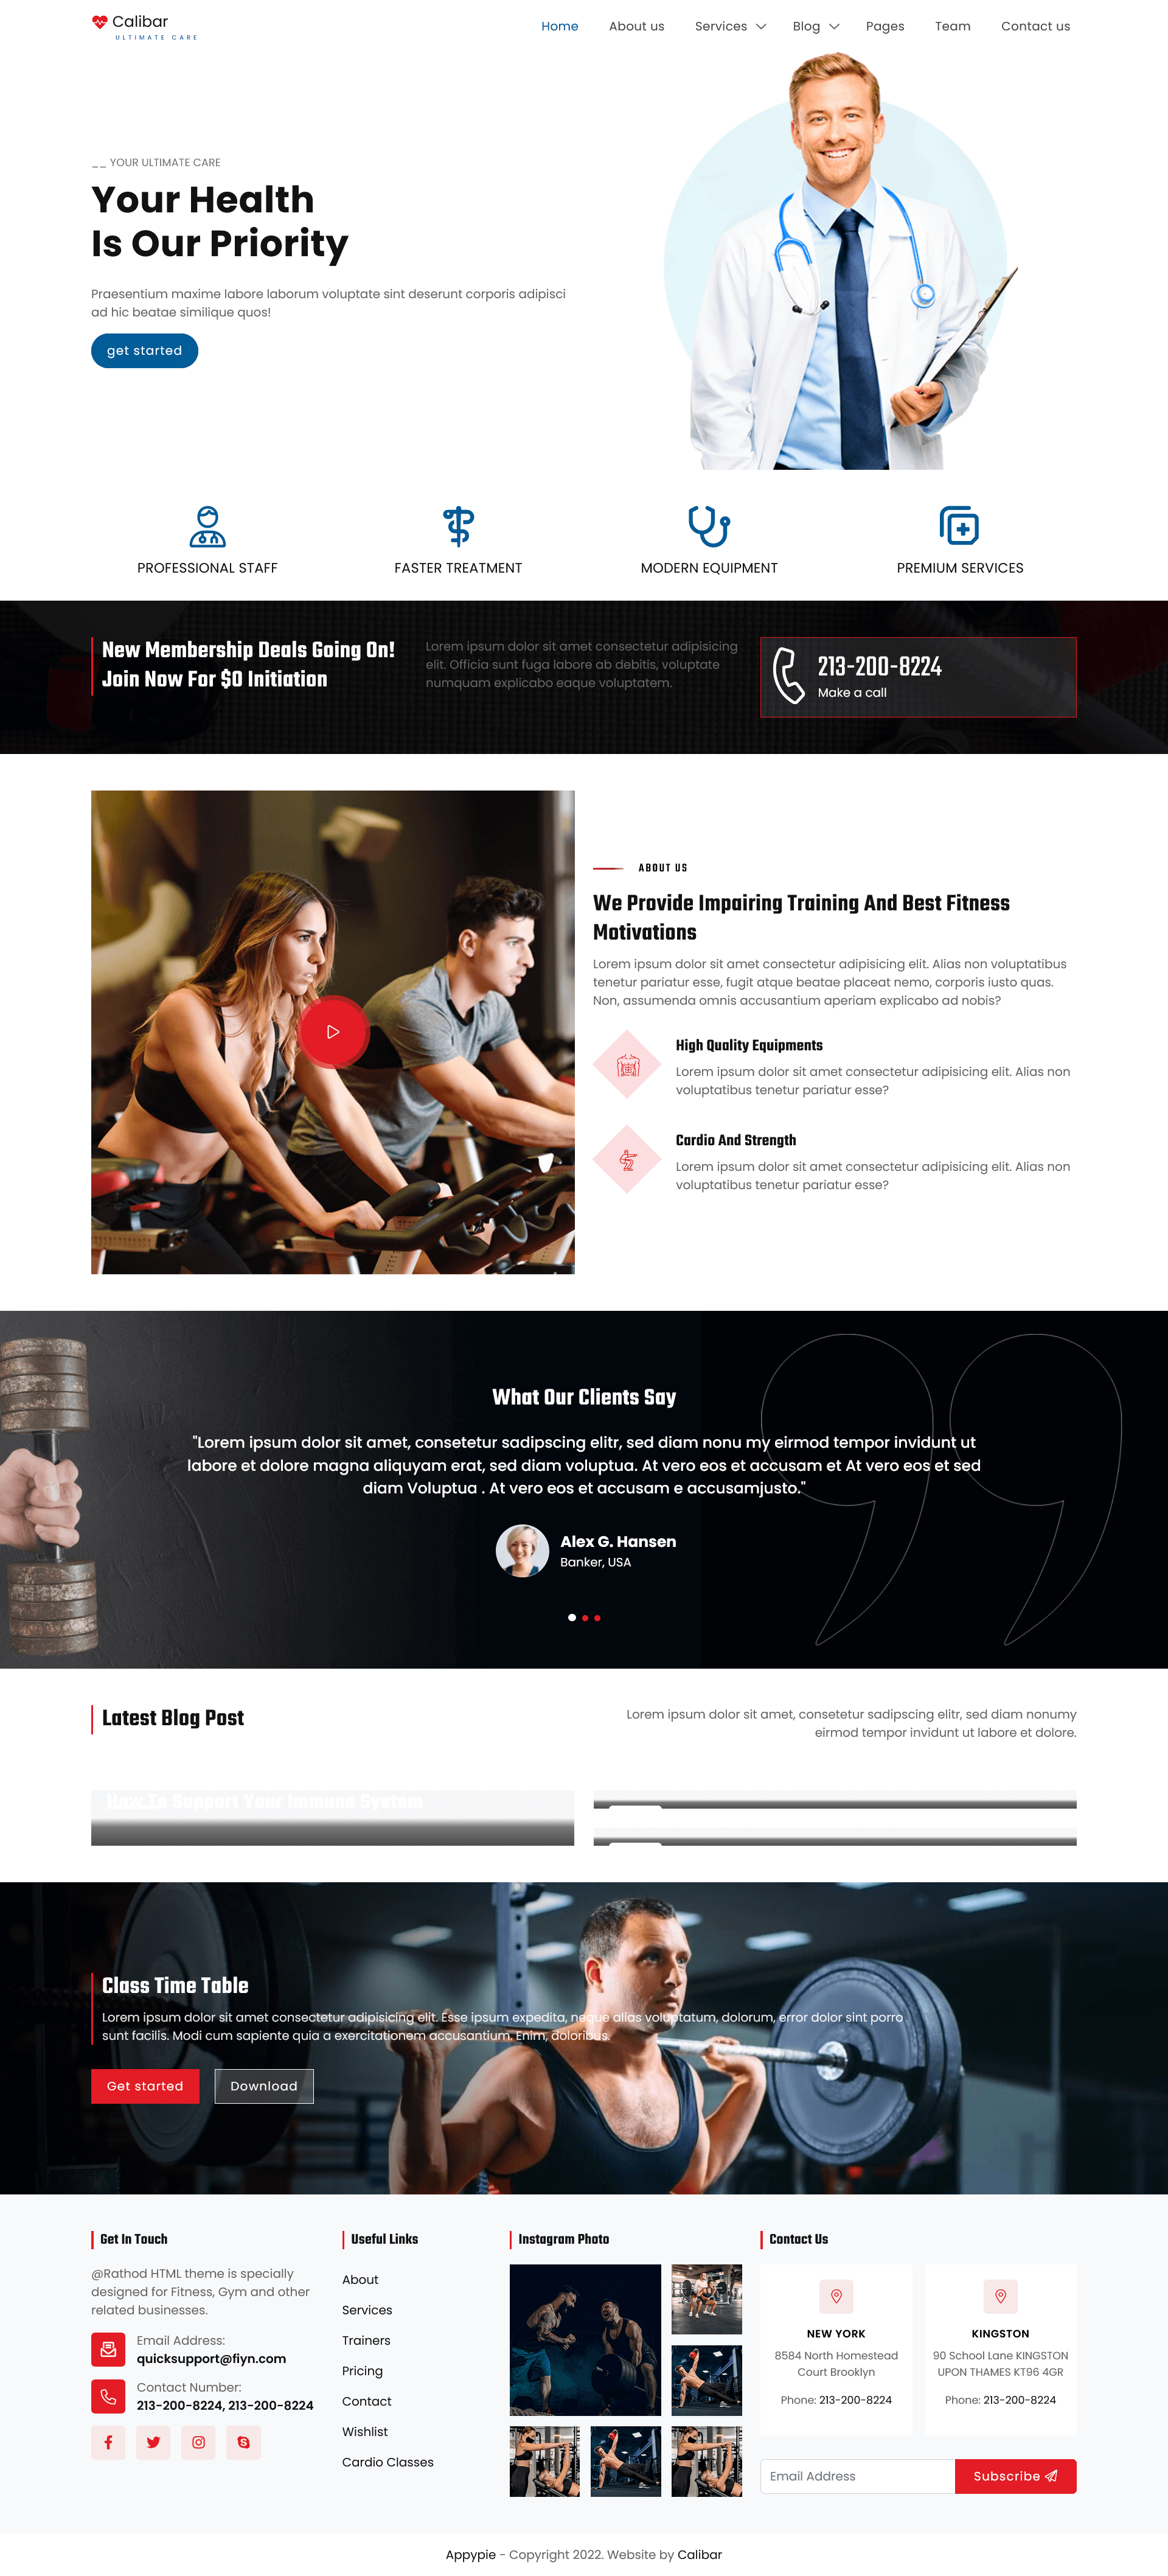 Calibar
ULTIMATE CARE
Home
About us
Services
Blog
Pages
Team
Contact us
__ YOUR ULTIMATE CARE
Your Health
Is Our Priority
Praesentium maxime labore laborum voluptate sint deserunt corporis adipisci
ad hic beatae similique quos!
get started
PROFESSIONAL STAFF
FASTER TREATMENT
MODERN EQUIPMENT
PREMIUM SERVICES
New Membership Deals Going On!
Join Now For $0 Initiation
Lorem ipsum dolor sit amet consectetur adipisicing
elit. Officia sunt fuga labore ab debitis, voluptate
numquam explicabo eaque voluptatem.
213-200-8224
Make a call
ABOUT US
We Provide Impairing Training And Best Fitness
Motivations
Lorem ipsum dolor sit amet consectetur adipisicing elit. Alias non voluptatibus
tenetur pariatur esse, fugit atque beatae placeat nemo, corporis iusto quas.
Non, assumenda omnis accusantium aperiam explicabo ad nobis?
High Quality Equipments
Lorem ipsum dolor sit amet consectetur adipisicing elit. Alias non
voluptatibus tenetur pariatur esse?
Cardio And Strength
Lorem ipsum dolor sit amet consectetur adipisicing elit. Alias non
voluptatibus tenetur pariatur esse?
What Our Clients Say
"Lorem ipsum dolor sit amet, consetetur sadipscing elitr, sed diam nonu my eirmod tempor invidunt ut
labore et dolore magna aliquyam erat, sed diam voluptua. At vero eos et accusam et At vero eos et sed
diam Voluptua . At vero eos et accusam e accusamjusto."
Alex G. Hansen
Banker, USA
Latest Blog Post
Lorem ipsum dolor sit amet, consetetur sadipscing elitr, sed diam nonumy
eirmod tempor invidunt ut labore et dolore.
How To Support Your Immune System
Class Time Table
Lorem ipsum dolor sit amet consectetur adipisicing elit. Esse ipsum expedita, neque alias voluptatum, dolorum, error dolor sint porro
sunt facilis. Modi cum sapiente quia a exercitationem accusantium. Enim, doloribus.
Get started
Download
Get In Touch
@Rathod HTML theme is specially
designed for Fitness, Gym and other
related businesses.
Email Address:
quicksupport@fiyn.com
Contact Number:
213-200-8224, 213-200-8224
Useful Links
About
Services
Trainers
Pricing
Contact
Wishlist
Cardio Classes
Instagram Photo
Contact Us
NEW YORK
8584 North Homestead
Court Brooklyn
Phone: 213-200-8224
KINGSTON
90 School Lane KINGSTON
UPON THAMES KT96 4GR
Phone: 213-200-8224
Email Address
Subscribe
Appypie - Copyright 2022. Website by Calibar